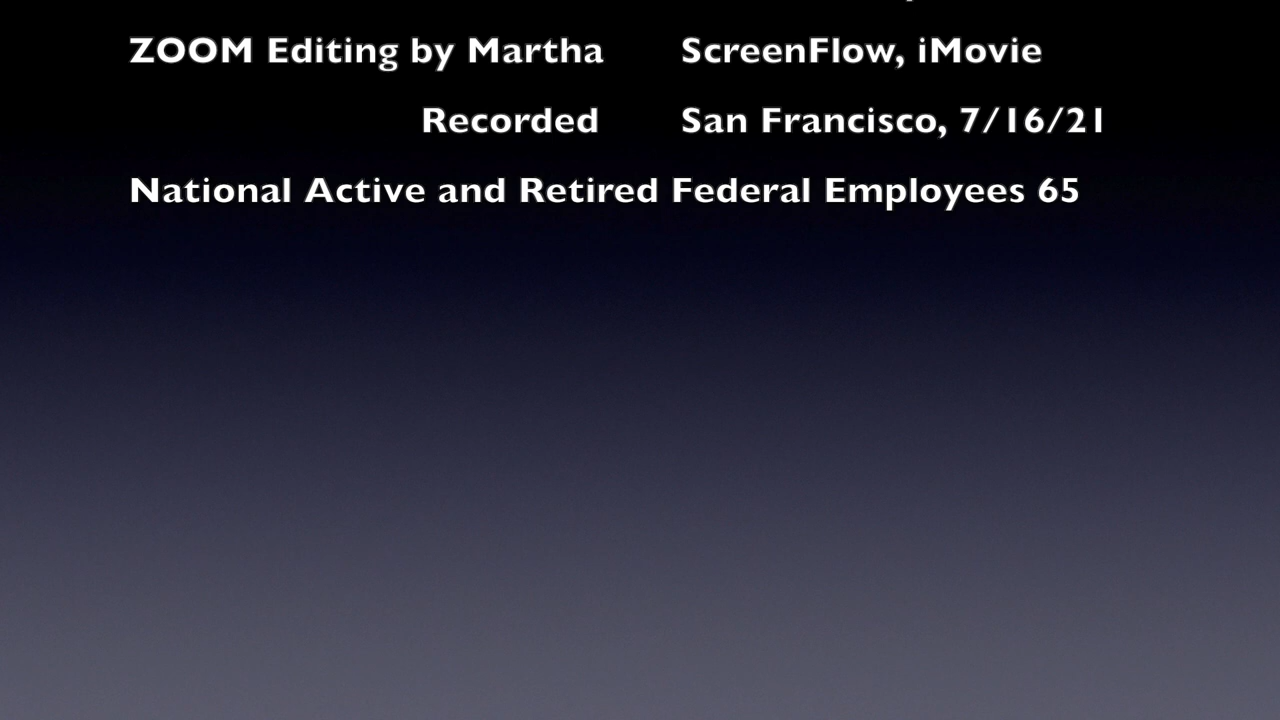 ZOOM Editing by Martha ScreenFlow, iMovie
Recorded San Francisco, 7/16/21
National Active and Retired Federal Employees 65